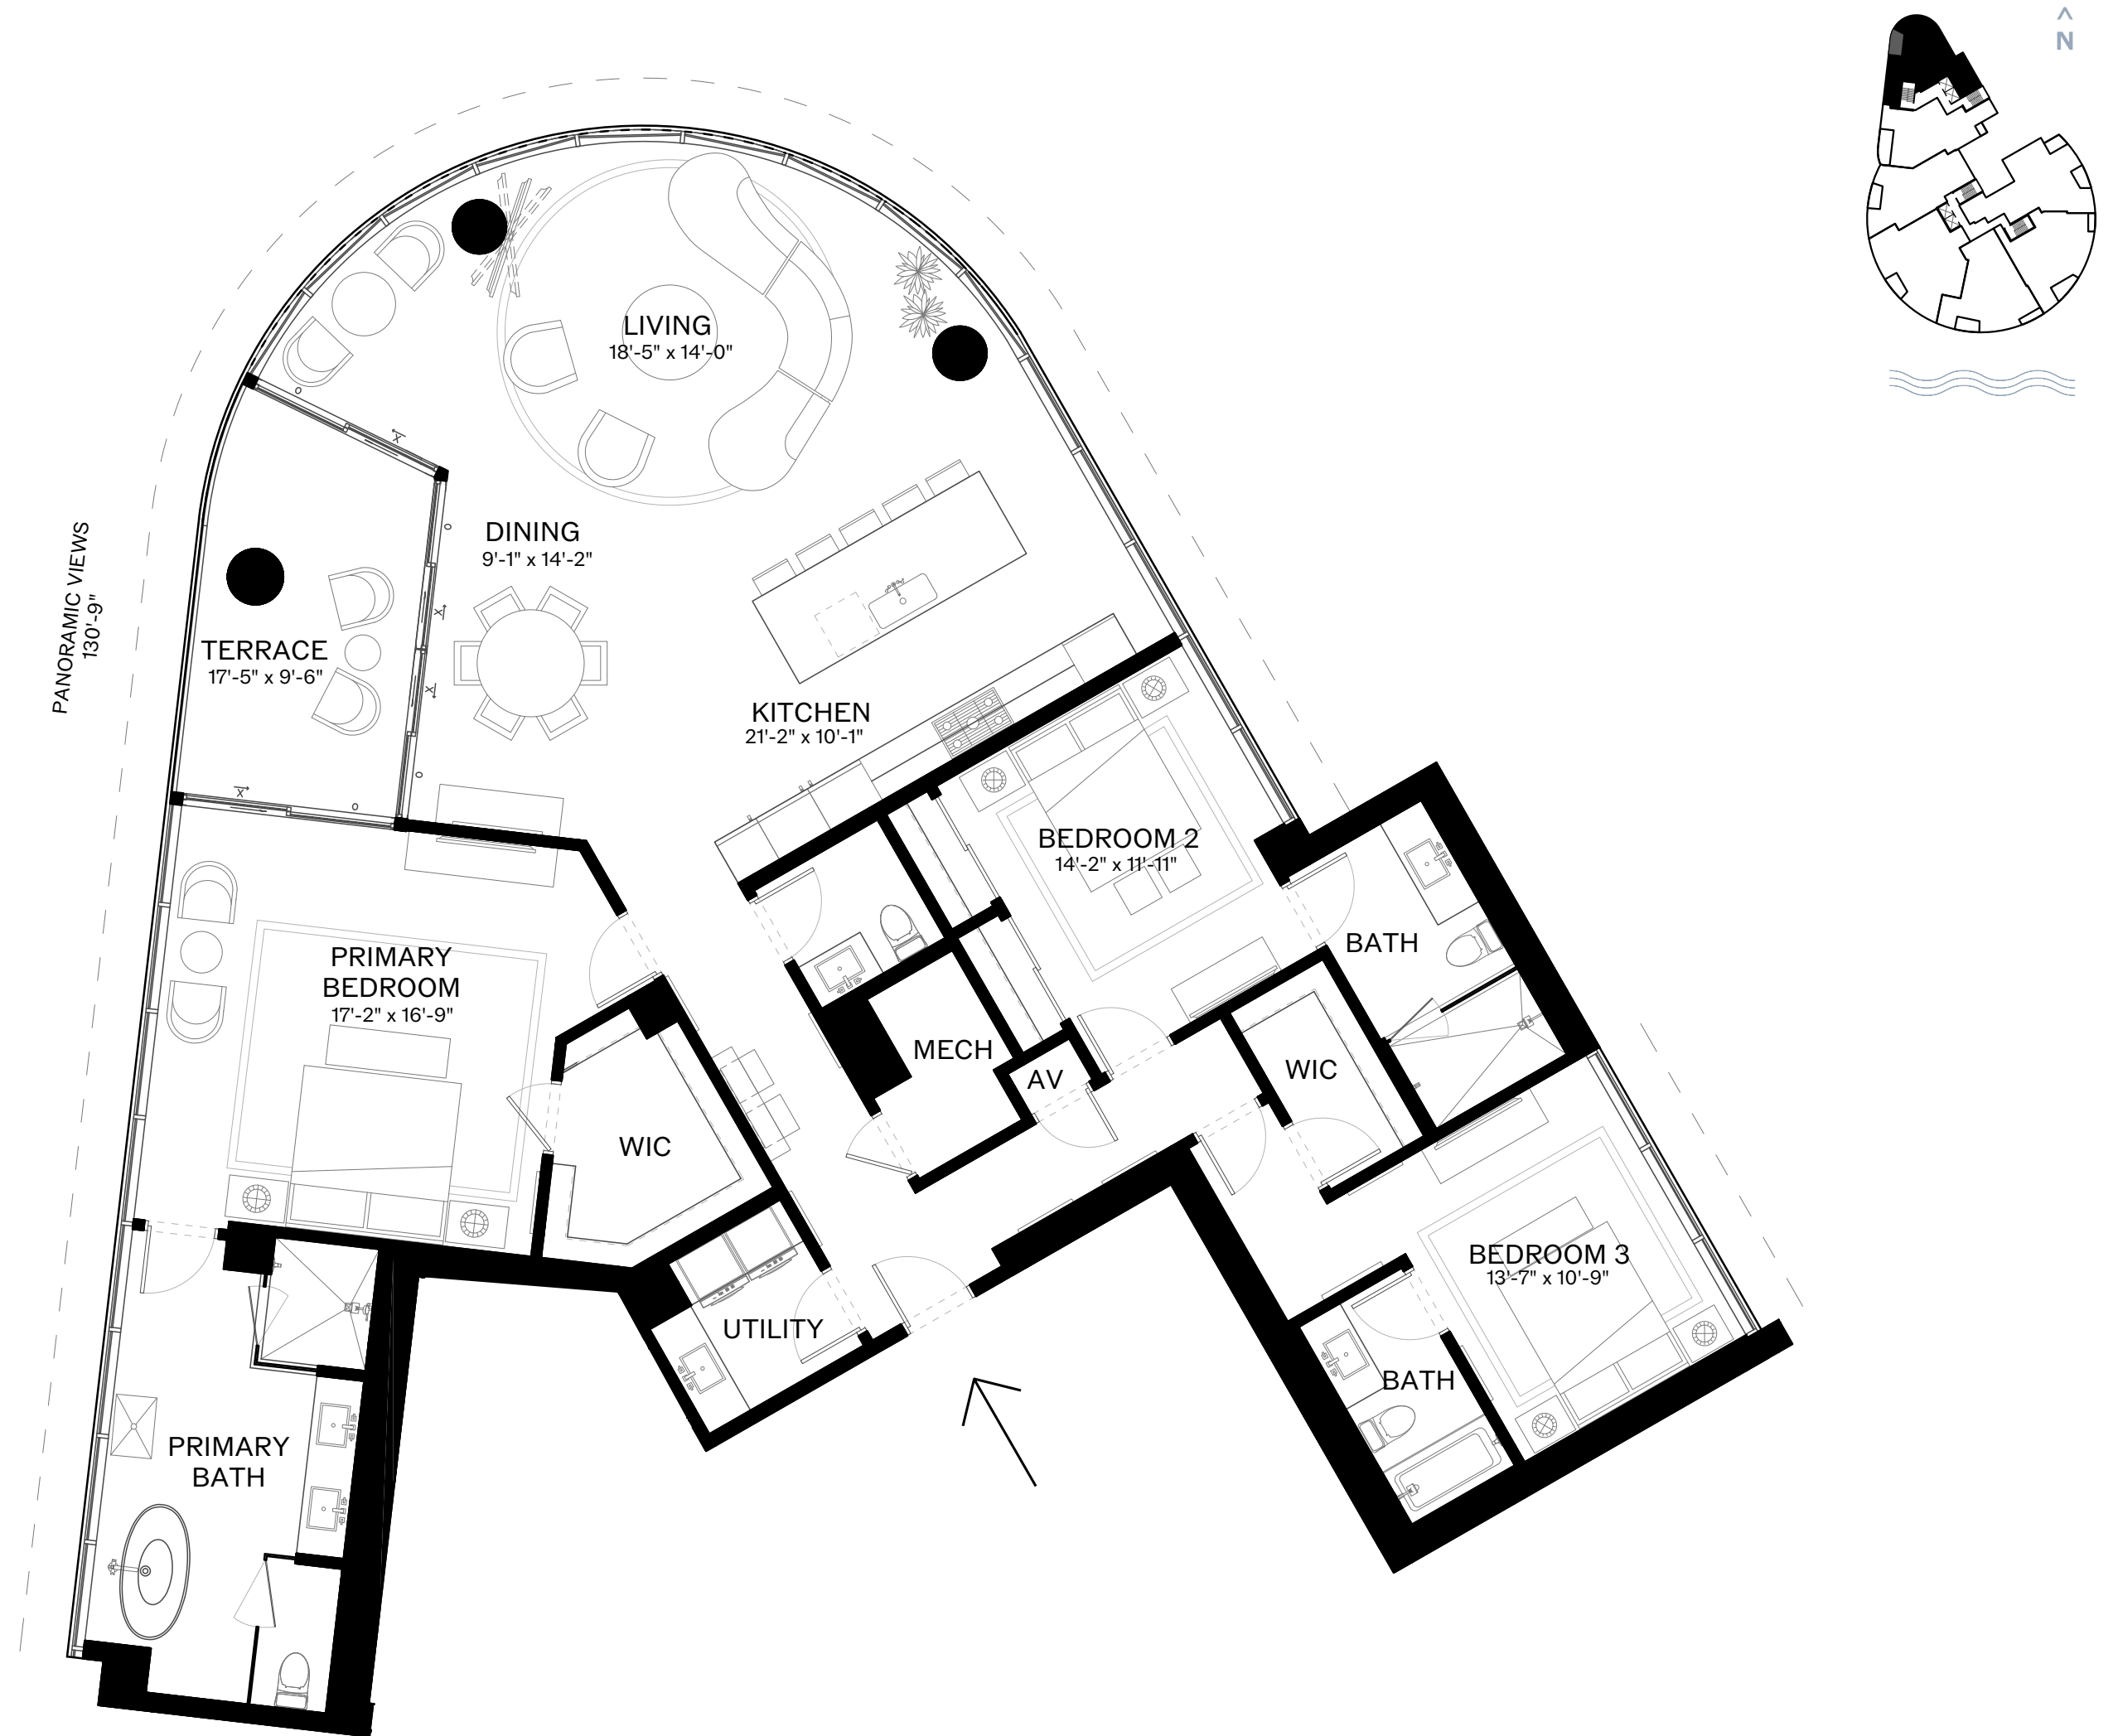 ^
N
LIVING
18'-5" x 14'-0"
DINING
9'-1" x 14'-2"
PANORAMIC VIEWS
130'-9"
TERRACE
17'-5" x 9'-6"
KITCHEN
21'-2" x 10'-1"
BEDROOM 2
14'-2" x 11'-11"
BATH
PRIMARY
BEDROOM
17'-2" x 16'-9"
MECH
AV
WIC
WIC
BEDROOM 3
13'-7" x 10'-9"
UTILITY
BATH
PRIMARY
BATH
O
X
O
X
X
O
X
O